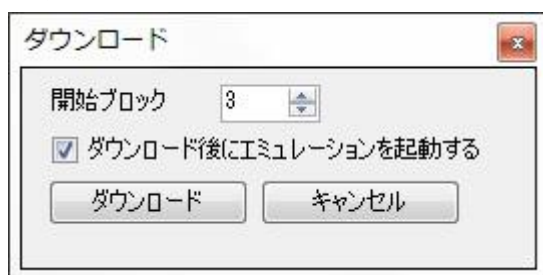 ダウンロード
開始ブロック 3
ダウンロード後にエミュレーションを起動する
ダウンロード キャンセル